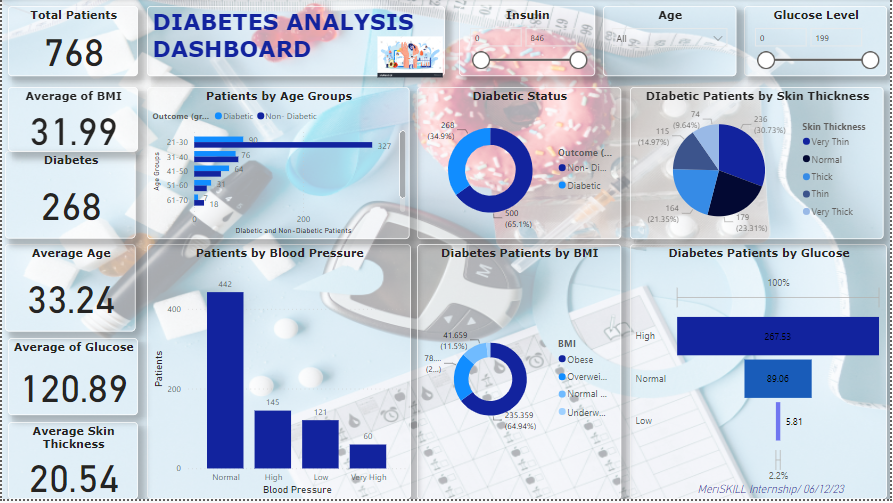 Total Patients
768
DIABETES ANALYSIS
DASHBOARD
Insulin
0 846
Age
All
Glucose Level
0 199
Average of BMI
31.99
Diabetes
268
Average Age
33.24
Average of Glucose
120.89
Average Skin
Thickness
20.54
Patients by Age Groups
Outcome (gr... Diabetic Non- Diabetic
Age Groups
21-30 90 327
31-40 76
41-50 64
51-60 31
61-70 7 18
0 200
Diabetic and Non-Diabetic Patients
Diabetic Status
268
(34.9%)
500
(65.1%)
Outcome (...
Non- Di...
Diabetic
DIabetic Patients by Skin Thickness
74
(9.64%)
115
(14.97%)
164
(21.35%)
236
(30.73%)
179
(23.31%)
Skin Thickness
Very Thin
Normal
Thick
Thin
Very Thick
Patients by Blood Pressure
Patients
400
200
0
442
145
121
60
Normal High Low Very High
Blood Pressure
Diabetes Patients by BMI
41.659
(11.5%)
78....
(2...)
235.359
(64.94%)
BMI
Obese
Overwei...
Normal ...
Underw...
Diabetes Patients by Glucose
100%
High 267.53
Normal 89.06
Low 5.81
2.2%
MeriSKILL Internship/ 06/12/23